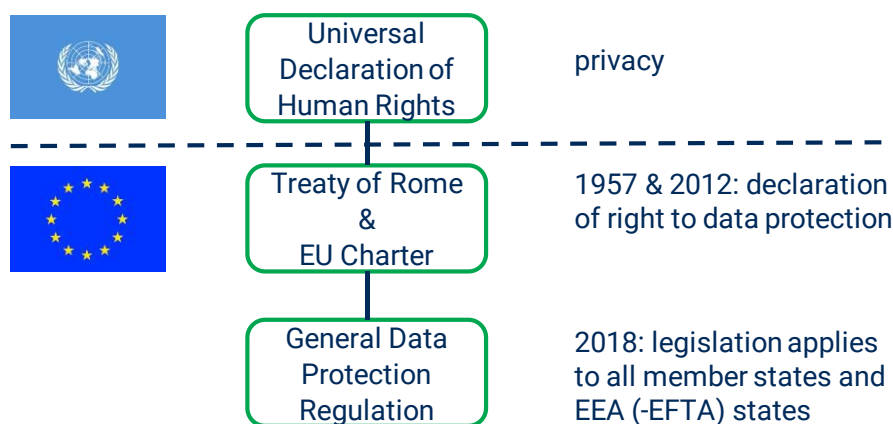 Universal
Declaration of
Human Rights
privacy
Treaty of Rome
&
EU Charter
1957 & 2012: declaration
of right to data protection
General Data
Protection
Regulation
2018: legislation applies
to all member states and
EEA (-EFTA) states